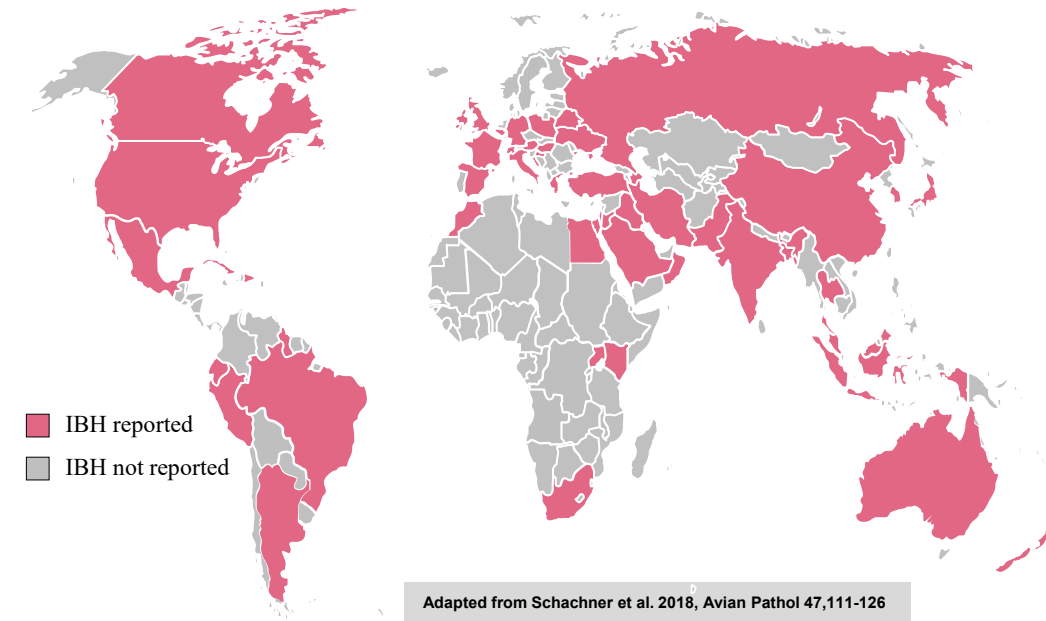 IBH reported
IBH not reported
Adapted from Schachner et al. 2018, Avian Pathol 47,111-126